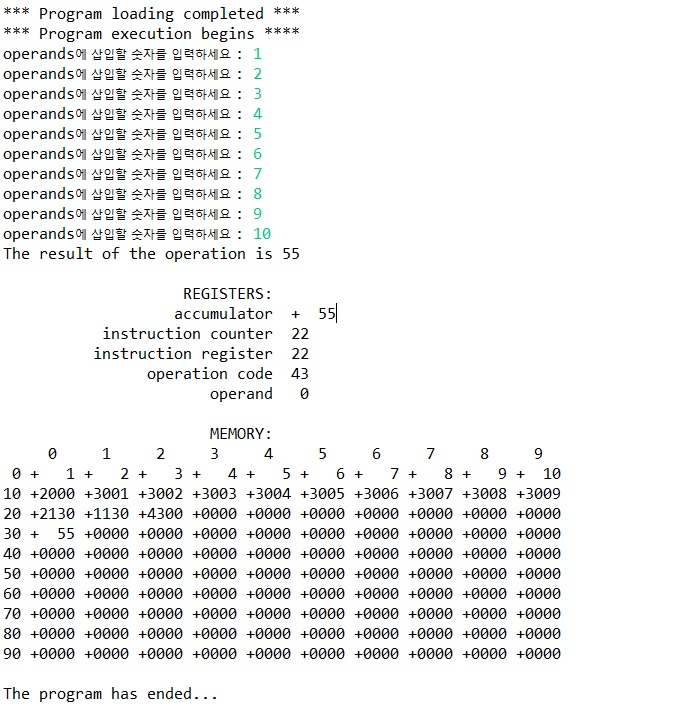 *** Program loading completed ***
*** Program execution begins ****
operands에 삽입할 숫자를 입력하세요 : 1
operands에 삽입할 숫자를 입력하세요 : 2
operands에 삽입할 숫자를 입력하세요 : 3
operands에 삽입할 숫자를 입력하세요 : 4
operands에 삽입할 숫자를 입력하세요 : 5
operands에 삽입할 숫자를 입력하세요 : 6
operands에 삽입할 숫자를 입력하세요 : 7
operands에 삽입할 숫자를 입력하세요 : 8
operands에 삽입할 숫자를 입력하세요 : 9
operands에 삽입할 숫자를 입력하세요 : 10
The result of the operation is 55
REGISTERS:
accumulator + 55
instruction counter 22
instruction register 22
operation code 43
operand 0
MEMORY:
0 1 2 3 4 5 6 7 8 9
0 + 1 + 2 + 3 + 4 + 5 + 6 + 7 + 8 + 9 + 10
10 +2000 +3001 +3002 +3003 +3004 +3005 +3006 +3007 +3008 +3009
20 +2130 +1130 +4300 +0000 +0000 +0000 +0000 +0000 +0000 +0000
30 + 55 +0000 +0000 +0000 +0000 +0000 +0000 +0000 +0000 +0000
40 +0000 +0000 +0000 +0000 +0000 +0000 +0000 +0000 +0000 +0000
50 +0000 +0000 +0000 +0000 +0000 +0000 +0000 +0000 +0000 +0000
60 +0000 +0000 +0000 +0000 +0000 +0000 +0000 +0000 +0000 +0000
70 +0000 +0000 +0000 +0000 +0000 +0000 +0000 +0000 +0000 +0000
80 +0000 +0000 +0000 +0000 +0000 +0000 +0000 +0000 +0000 +0000
90 +0000 +0000 +0000 +0000 +0000 +0000 +0000 +0000 +0000 +0000
The program has ended...